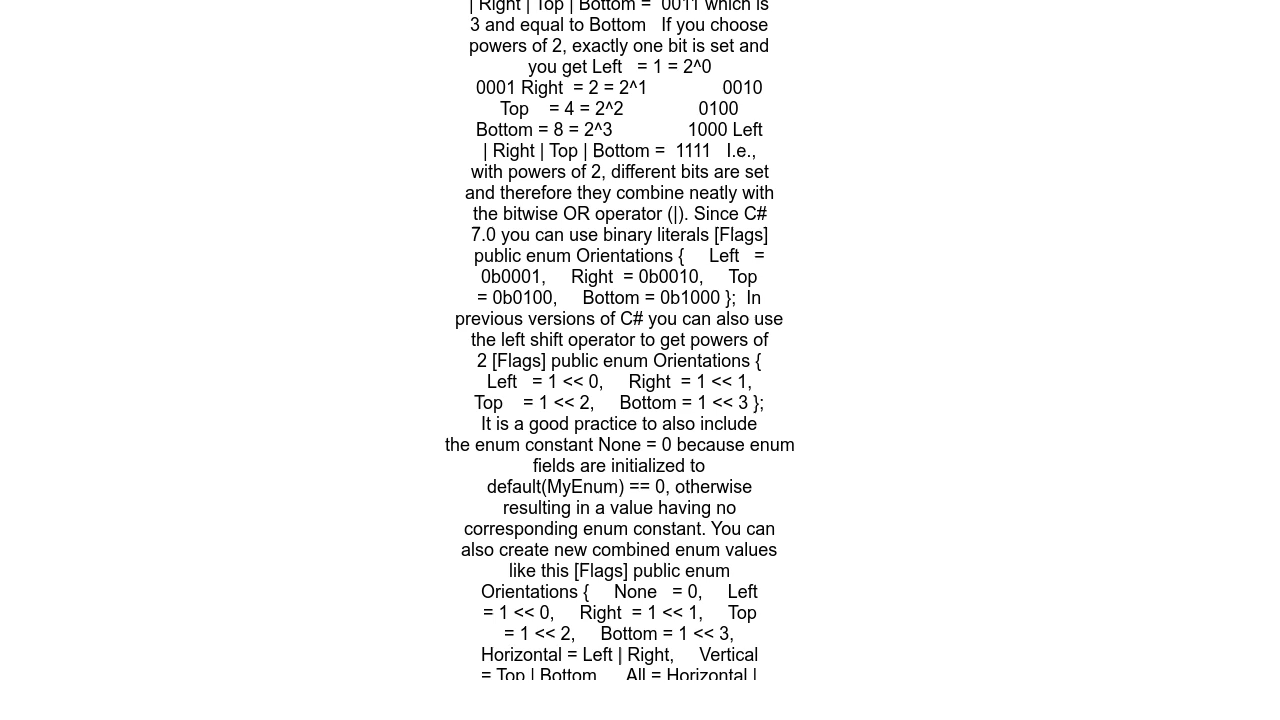 | Right | Top | Bottom =  0011 which is
3 and equal to Bottom   If you choose
powers of 2, exactly one bit is set and
you get Left   = 1 = 2^0
0001 Right  = 2 = 2^1               0010
Top    = 4 = 2^2               0100
Bottom = 8 = 2^3               1000 Left
| Right | Top | Bottom =  1111   I.e.,
with powers of 2, different bits are set
and therefore they combine neatly with
the bitwise OR operator (|). Since C#
7.0 you can use binary literals [Flags]
public enum Orientations {     Left   =
0b0001,     Right  = 0b0010,     Top
= 0b0100,     Bottom = 0b1000 };  In
previous versions of C# you can also use
the left shift operator to get powers of
2 [Flags] public enum Orientations {
Left   = 1 << 0,     Right  = 1 << 1,
Top    = 1 << 2,     Bottom = 1 << 3 };
It is a good practice to also include
the enum constant None = 0 because enum
fields are initialized to
default(MyEnum) == 0, otherwise
resulting in a value having no
corresponding enum constant. You can
also create new combined enum values
like this [Flags] public enum
Orientations {     None   = 0,     Left
= 1 << 0,     Right  = 1 << 1,     Top
= 1 << 2,     Bottom = 1 << 3,
Horizontal = Left | Right,     Vertical
= Top | Bottom,     All = Horizontal |